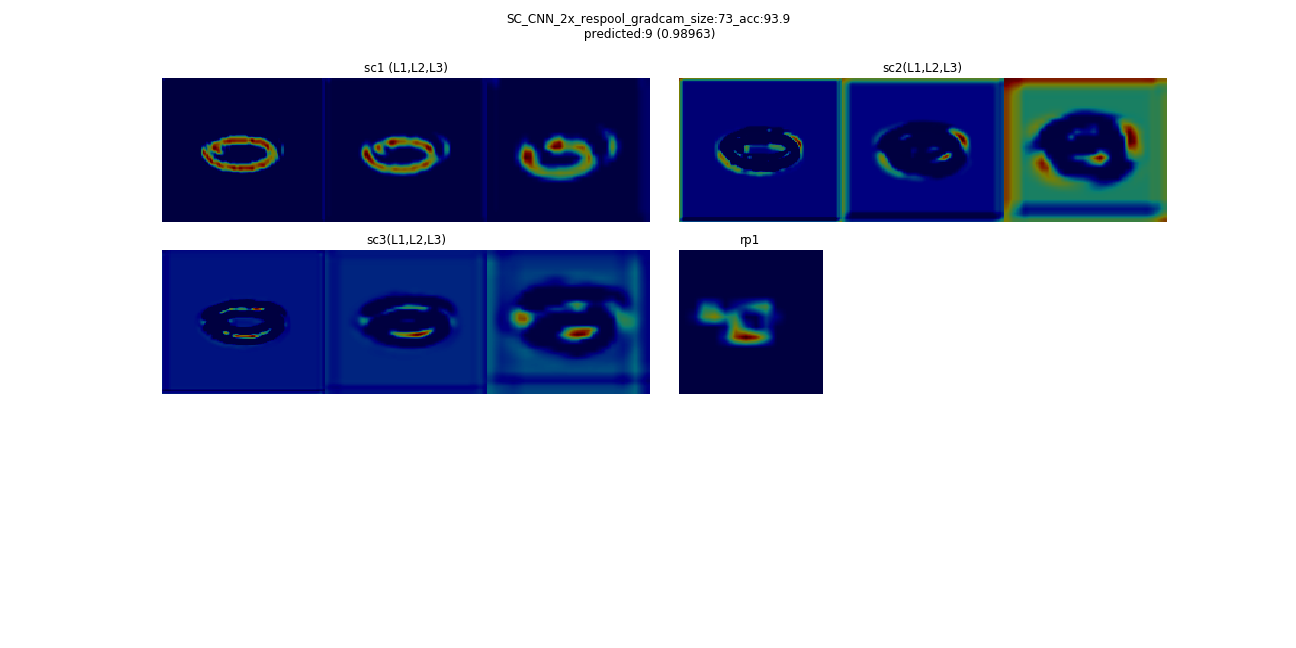 SC_CNN_2x_respool_gradcam_size:73_acc:93.9
predicted:9 (0.98963)
sc1 (L1,L2,L3)
sc2(L1,L2,L3)
sc3(L1,L2,L3)
rp1